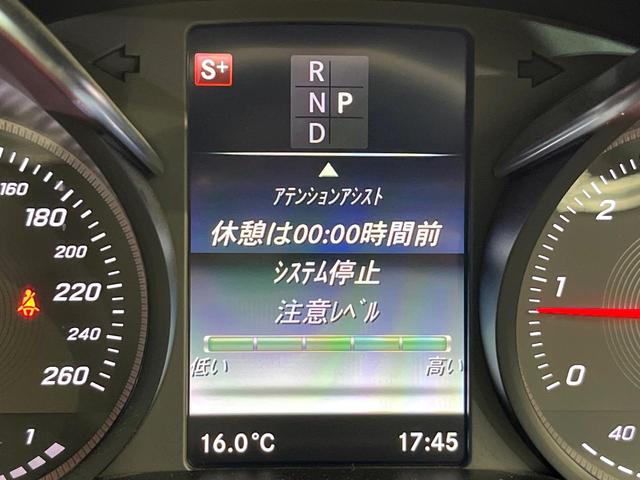 S+
R
N P
D
アテンションアシスト
休憩は00:00時間前
システム停止
注意レベル
低い 高い
16.0°C 17:45
160
180
200
220
240
260
1
2
1
0
40